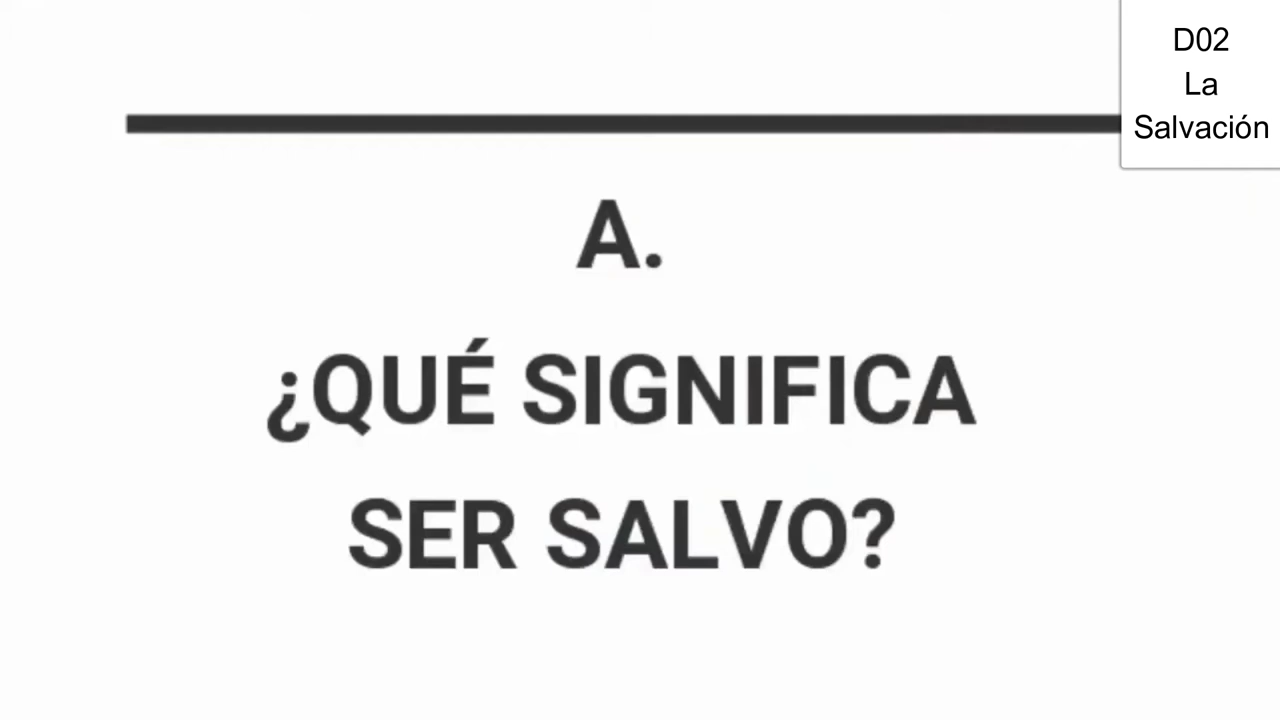 D02
La
Salvación
A.
¿QUÉ SIGNIFICA
SER SALVO?